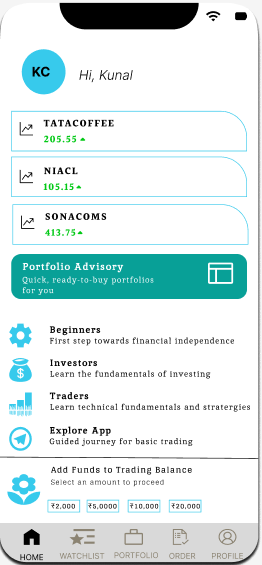 KC
Hi, Kunal
TATACOFFEE
205.55
NIACL
105.15
SONACOMS
413.75
Portfolio Advisory
Quick, ready-to-buy portfolios
for you
Beginners
First step towards financial independence
Investors
Learn the fundamentals of investing
Traders
Learn technical fundamentals and stratergies
Explore App
Guided journey for basic trading
Add Funds to Trading Balance
Select an amount to proceed
₹2,000 ₹5,0000 ₹10,000 ₹20,000
HOME WATCHLIST PORTFOLIO ORDER PROFILE